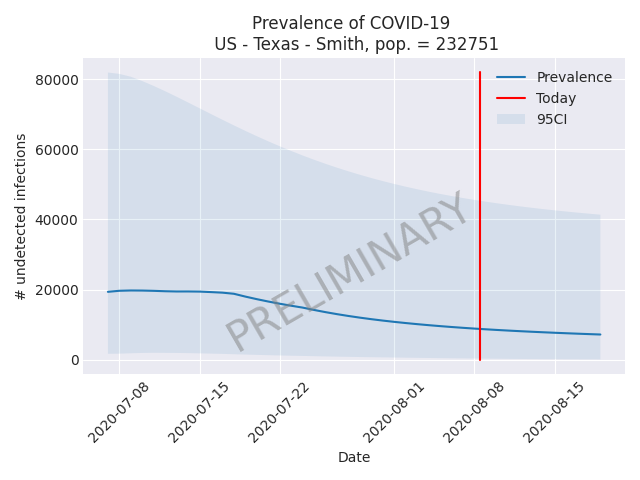 Prevalence of COVID-19
US - Texas - Smith, pop. = 232751
80000
60000
40000
20000
0
# undetected infections
Prevalence
Today
95CI
PRELIMINARY
2020-07-08
2020-07-15
2020-07-22
2020-08-01
2020-08-08
2020-08-15
Date